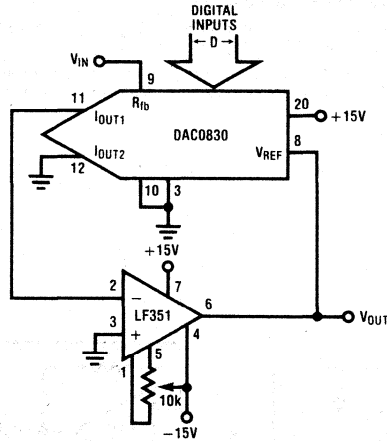 DIGITAL
INPUTS
D
VIN
9
11
Rfb
IOUT1
DAC0830
20
+15V
IOUT2
VREF
8
12
10
3
+15V
7
2
−
LF351
6
VOUT
3
+
4
1
5
10k
−15V